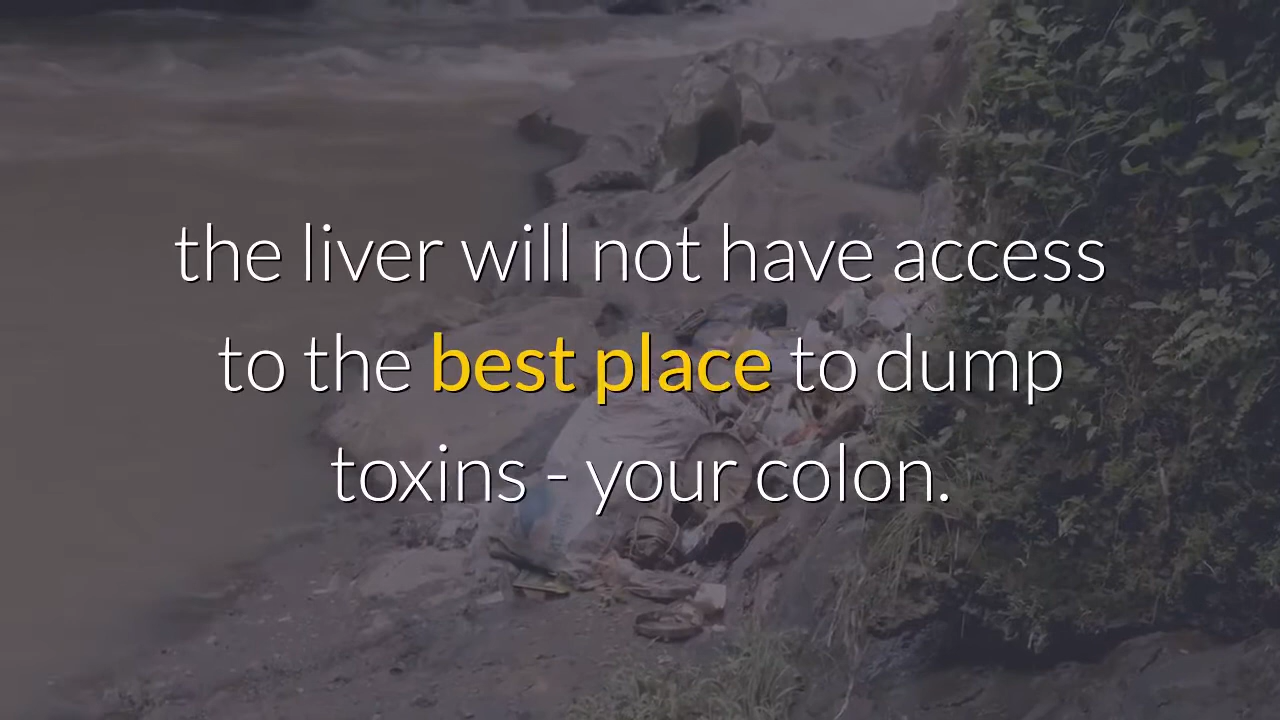 the liver will not have access
to the best place to dump
toxins - your colon.